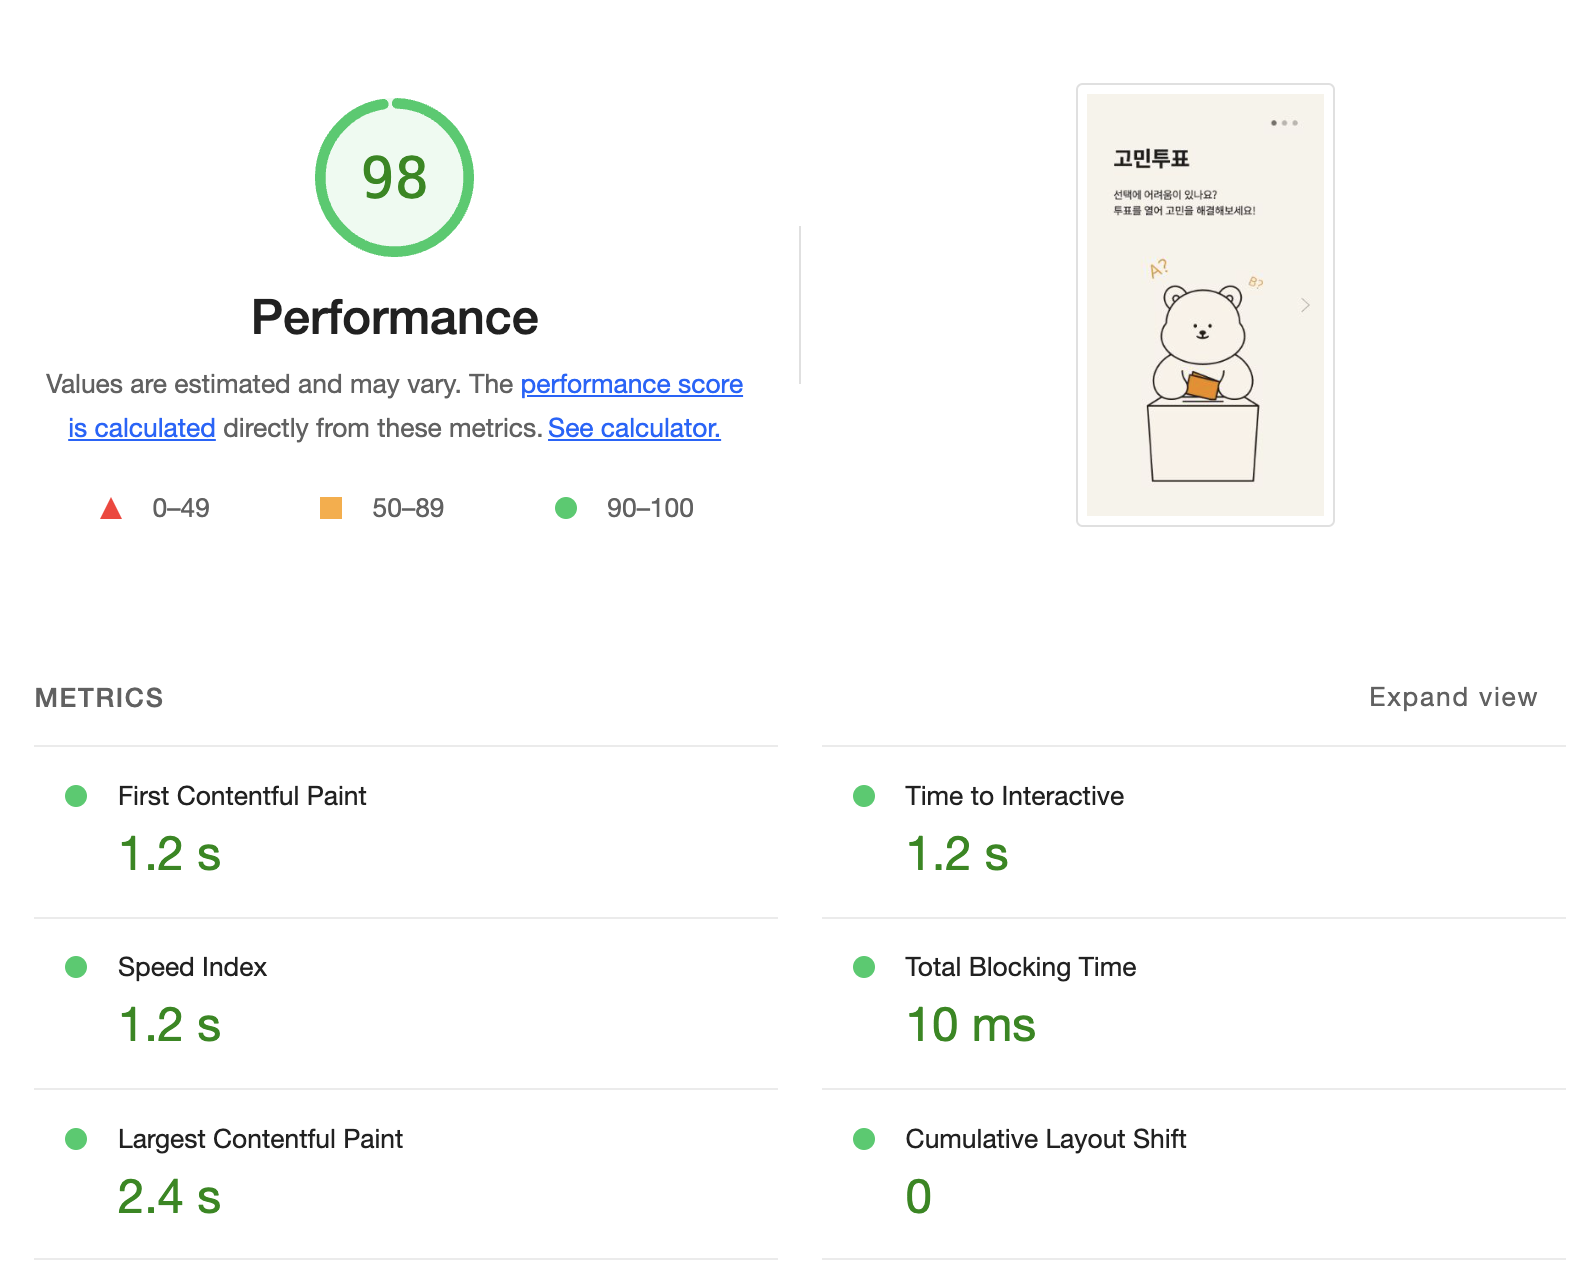 98
Performance
Values are estimated and may vary. The performance score
is calculated directly from these metrics. See calculator.
0–49
50–89
90–100
고민투표
선택에 어려움이 있나요?
투표를 열어 고민을 해결해보세요!
A?
B?
METRICS
Expand view
First Contentful Paint
1.2 s
Time to Interactive
1.2 s
Speed Index
1.2 s
Total Blocking Time
10 ms
Largest Contentful Paint
2.4 s
Cumulative Layout Shift
0